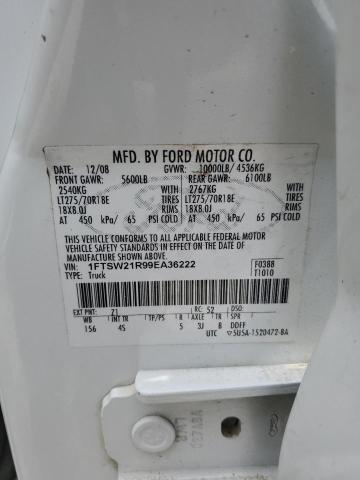 MFD. BY FORD MOTOR CO.
DATE: 12/08 GVWR: 10000LB/ 4536KG
FRONT GAWR: 5600LB REAR GAWR: 6100LB
2540KG WITH 2767KG WITH
LT275/70R18E TIRES LT275/70R18E TIRES
18X8.0J RIMS 18X8.0J RIMS
AT 450 kPa/ 65 PSI COLD AT 450 kPa/ 65 PSI COLD
THIS VEHICLE CONFORMS TO ALL APPLICABLE FEDERAL MOTOR
VEHICLE SAFETY STANDARDS IN EFFECT ON THE DATE OF
MANUFACTURE SHOWN ABOVE.
VIN: 1FTSW21R99EA36222 F0388
TYPE: Truck T1010
EXT PNT: Z1 RC: 52 DSO:
WB INT TR R AXLE TR SPR
156 4S 5 3J B DDFF
UTC ▽5U5A-1520472-BA